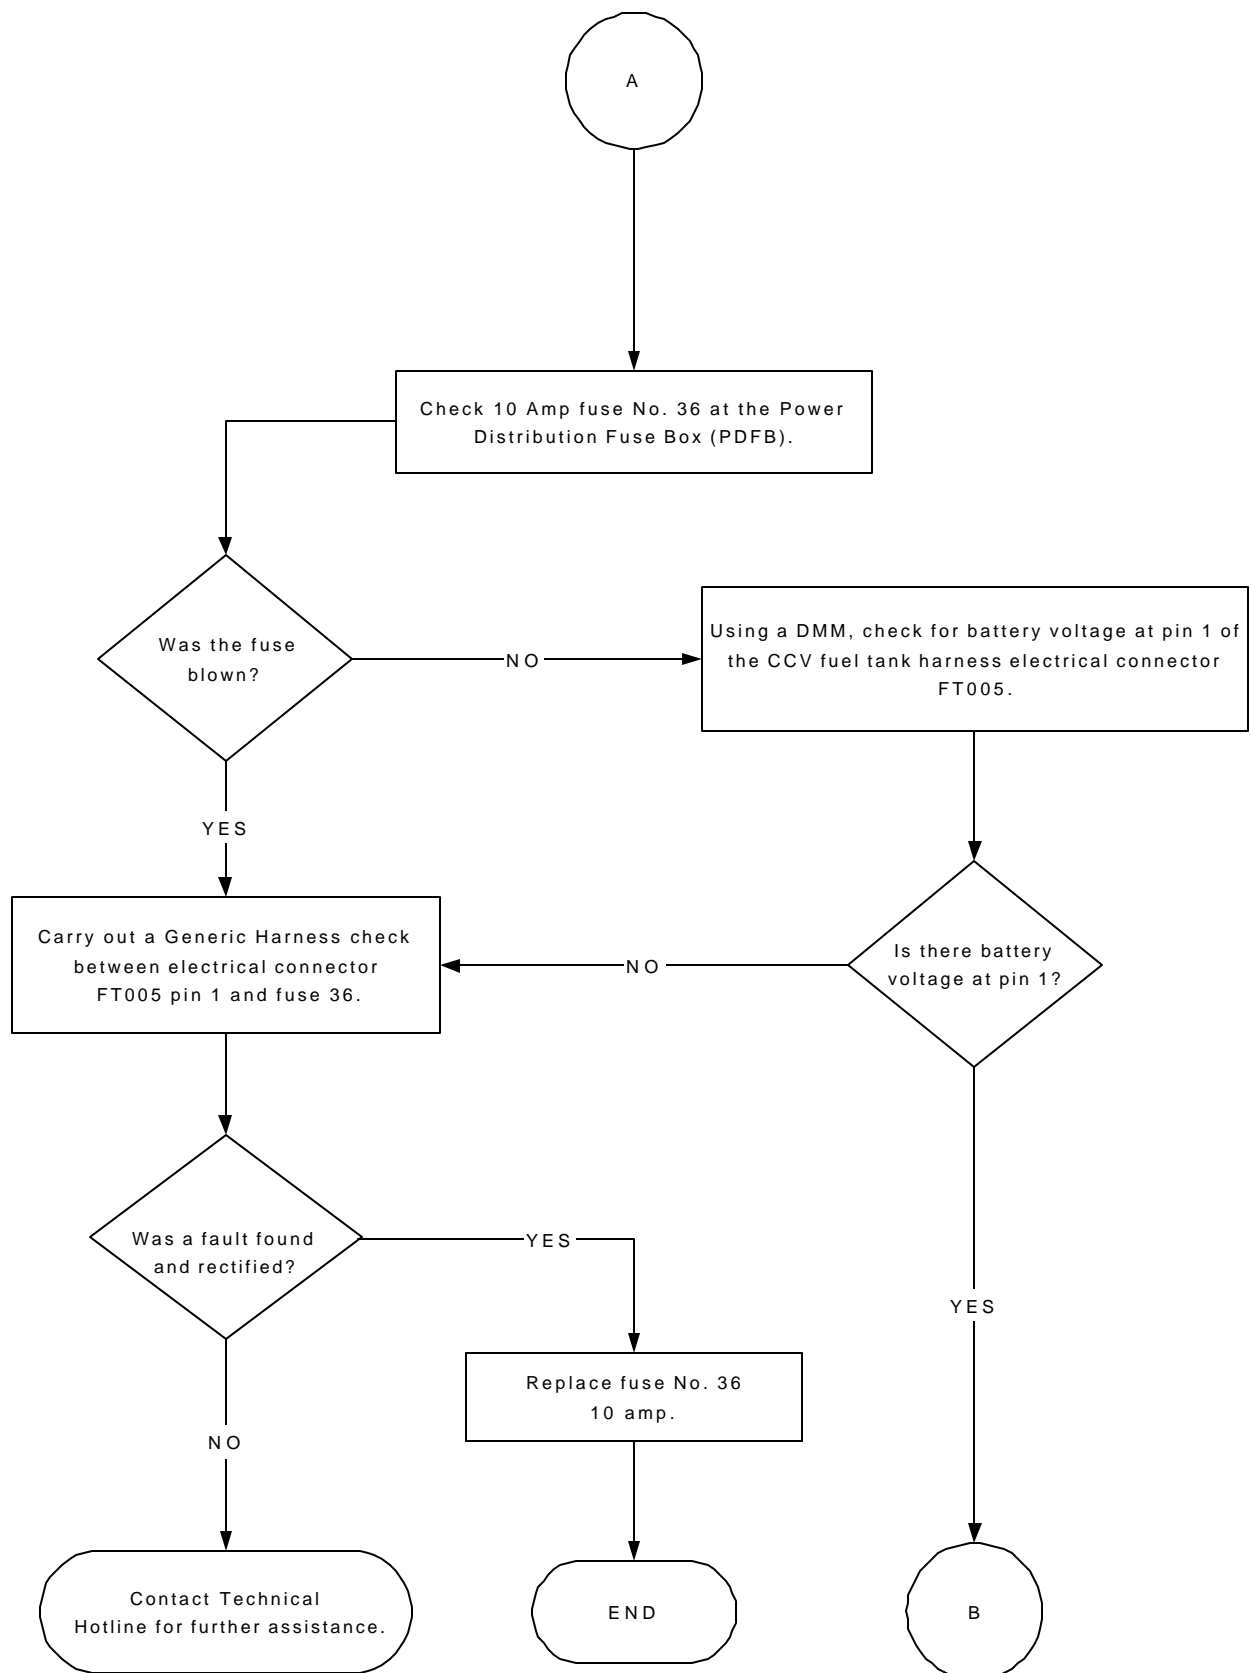 A
Check 10 Amp fuse No. 36 at the Power
Distribution Fuse Box (PDFB).
Was the fuse
blown?
NO
Using a DMM, check for battery voltage at pin 1 of
the CCV fuel tank harness electrical connector
FT005.
YES
Carry out a Generic Harness check
between electrical connector
FT005 pin 1 and fuse 36.
NO
Is there battery
voltage at pin 1?
Was a fault found
and rectified?
YES
YES
Replace fuse No. 36
10 amp.
NO
Contact Technical
Hotline for further assistance.
END
B